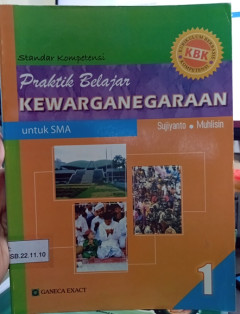 Standar Kompetensi
KBK
Praktik Belajar
KEWARGANEGARAAN
untuk SMA
Sujiyanto • Muhlisin
SB.22.11.10
1
GANECA EXACT